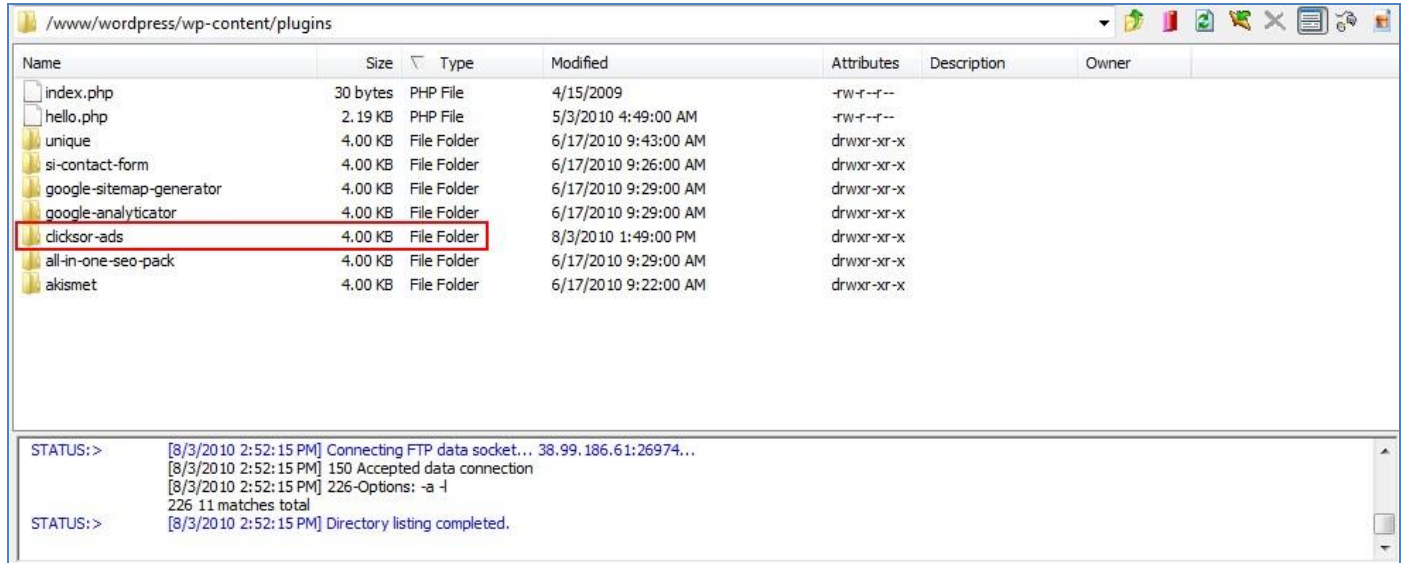 /www/wordpress/wp-content/plugins
Name Size Type Modified Attributes Description Owner
index.php 30 bytes PHP File 4/15/2009 -rw-r--r--
hello.php 2.19 KB PHP File 5/3/2010 4:49:00 AM -rw-r--r--
unique 4.00 KB File Folder 6/17/2010 9:43:00 AM drwxr-xr-x
si-contact-form 4.00 KB File Folder 6/17/2010 9:26:00 AM drwxr-xr-x
google-sitemap-generator 4.00 KB File Folder 6/17/2010 9:29:00 AM drwxr-xr-x
google-analyticator 4.00 KB File Folder 6/17/2010 9:29:00 AM drwxr-xr-x
clicksor-ads 4.00 KB File Folder 8/3/2010 1:49:00 PM drwxr-xr-x
all-in-one-seo-pack 4.00 KB File Folder 6/17/2010 9:29:00 AM drwxr-xr-x
akismet 4.00 KB File Folder 6/17/2010 9:22:00 AM drwxr-xr-x
STATUS:> [8/3/2010 2:52:15 PM] Connecting FTP data socket... 38.99.186.61:26974...
[8/3/2010 2:52:15 PM] 150 Accepted data connection
[8/3/2010 2:52:15 PM] 226-Options: -a -l
226 11 matches total
STATUS:> [8/3/2010 2:52:15 PM] Directory listing completed.